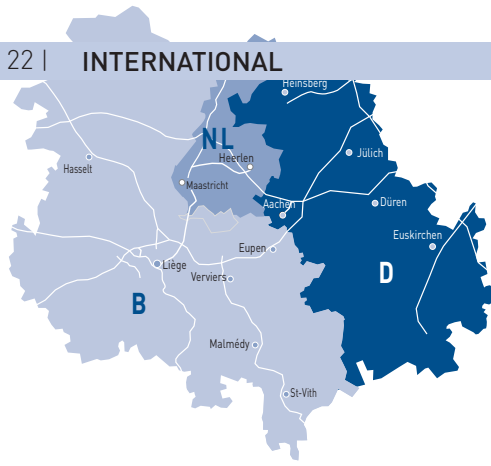 22 | INTERNATIONAL
Heinsberg
NL
Heerlen
Jülich
Hasselt
Maastricht
Aachen
Düren
Euskirchen
Eupen
Liège
Verviers
D
B
Malmédy
St-Vith